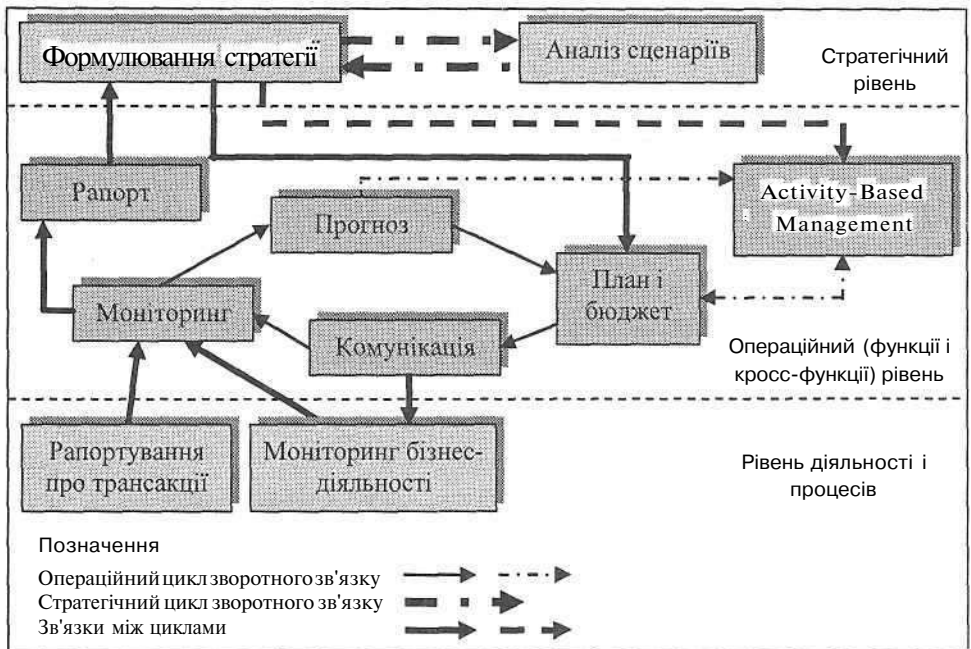 Формулювання стратегії
Аналіз сценаріїв
Стратегічний
рівень
Рапорт
Прогноз
Activity-Based
Management
План і
бюджет
Моніторинг
Комунікація
Операційний (функції і
кросс-функції) рівень
Рапортування
про трансакції
Моніторинг бізнес-
діяльності
Рівень діяльності і
процесів
Позначення
Операційний цикл зворотного зв'язку
Стратегічний цикл зворотного зв'язку
Зв'язки між циклами